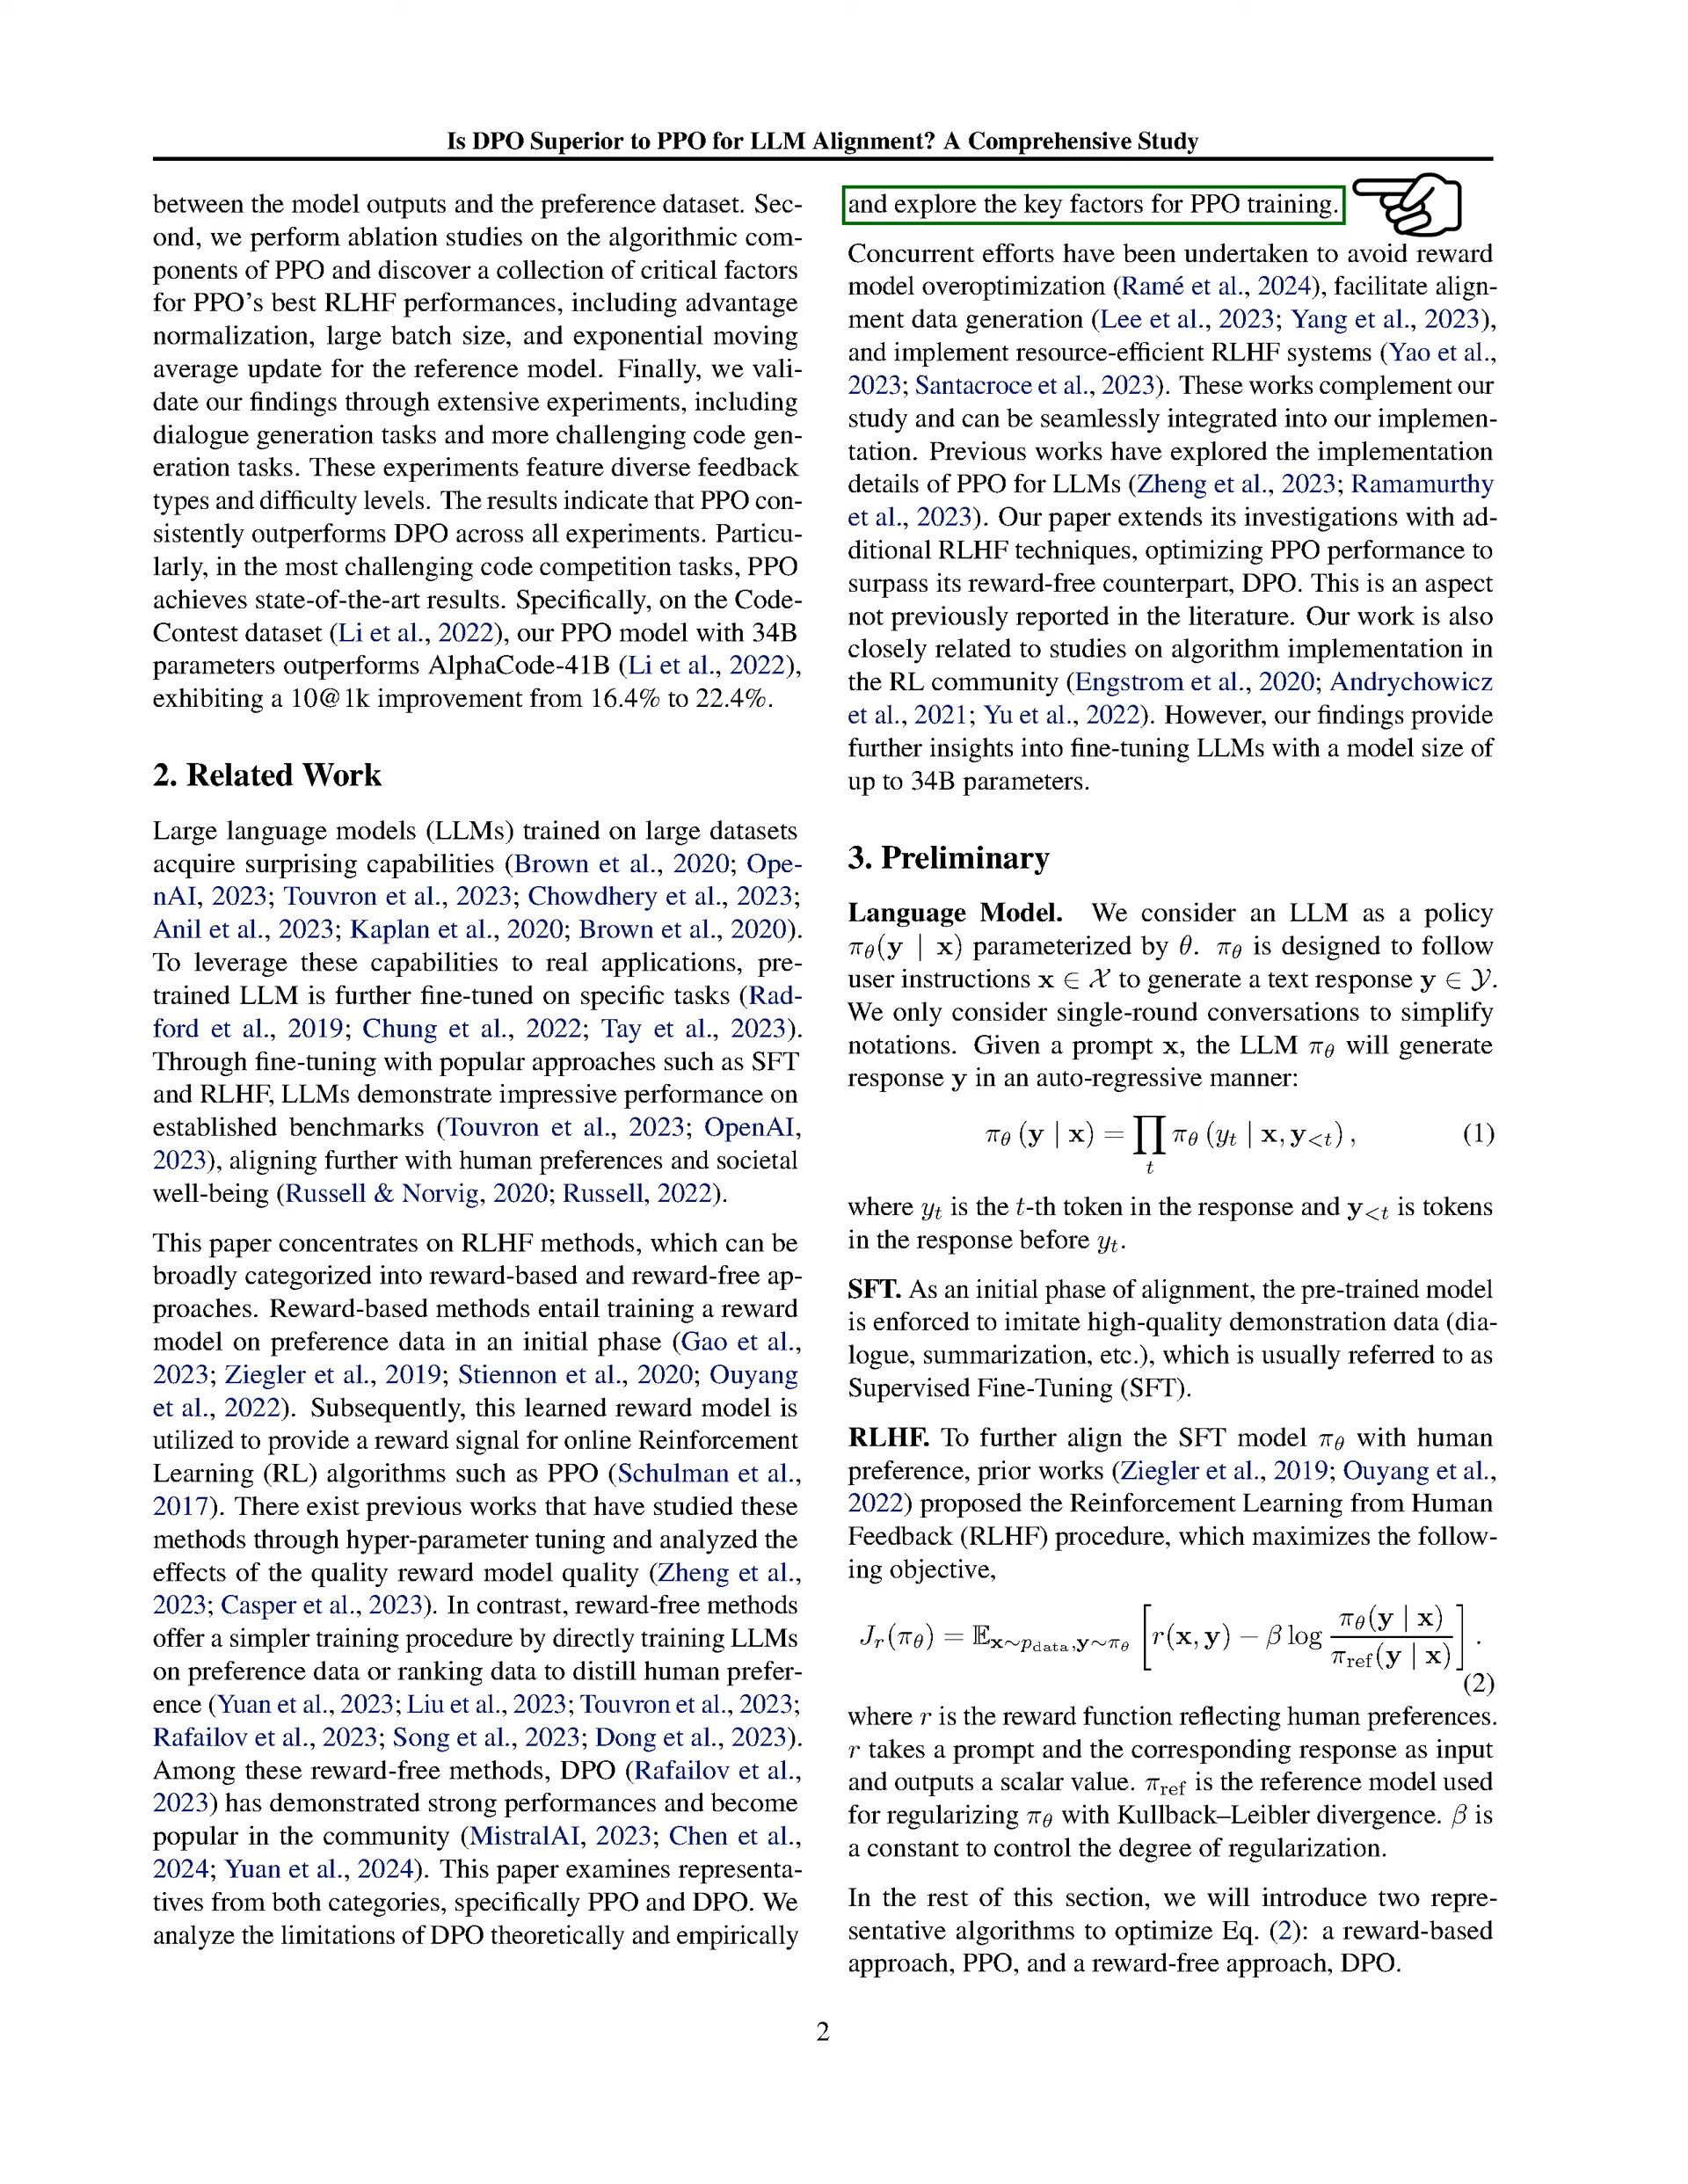 Is DPO Superior to PPO for LLM Alignment? A Comprehensive Study
between the model outputs and the preference dataset. Sec-
ond, we perform ablation studies on the algorithmic com-
ponents of PPO and discover a collection of critical factors
for PPO's best RLHF performances, including advantage
normalization, large batch size, and exponential moving
average update for the reference model. Finally, we vali-
date our findings through extensive experiments, including
dialogue generation tasks and more challenging code gen-
eration tasks. These experiments feature diverse feedback
types and difficulty levels. The results indicate that PPO con-
sistently outperforms DPO across all experiments. Particu-
larly, in the most challenging code competition tasks, PPO
achieves state-of-the-art results. Specifically, on the Code-
Contest dataset (Li et al., 2022), our PPO model with 34B
parameters outperforms AlphaCode-41B (Li et al., 2022),
exhibiting a 10@1k improvement from 16.4% to 22.4%.
2. Related Work
Large language models (LLMs) trained on large datasets
acquire surprising capabilities (Brown et al., 2020; Ope-
nAI, 2023; Touvron et al., 2023; Chowdhery et al., 2023;
Anil et al., 2023; Kaplan et al., 2020; Brown et al., 2020).
To leverage these capabilities to real applications, pre-
trained LLM is further fine-tuned on specific tasks (Rad-
ford et al., 2019; Chung et al., 2022; Tay et al., 2023).
Through fine-tuning with popular approaches such as SFT
and RLHF, LLMs demonstrate impressive performance on
established benchmarks (Touvron et al., 2023; OpenAI,
2023), aligning further with human preferences and societal
well-being (Russell & Norvig, 2020; Russell, 2022).
This paper concentrates on RLHF methods, which can be
broadly categorized into reward-based and reward-free ap-
proaches. Reward-based methods entail training a reward
model on preference data in an initial phase (Gao et al.,
2023; Ziegler et al., 2019; Stiennon et al., 2020; Ouyang
et al., 2022). Subsequently, this learned reward model is
utilized to provide a reward signal for online Reinforcement
Learning (RL) algorithms such as PPO (Schulman et al.,
2017). There exist previous works that have studied these
methods through hyper-parameter tuning and analyzed the
effects of the quality reward model quality (Zheng et al.,
2023; Casper et al., 2023). In contrast, reward-free methods
offer a simpler training procedure by directly training LLMs
on preference data or ranking data to distill human prefer-
ence (Yuan et al., 2023; Liu et al., 2023; Touvron et al., 2023;
Rafailov et al., 2023; Song et al., 2023; Dong et al., 2023).
Among these reward-free methods, DPO (Rafailov et al.,
2023) has demonstrated strong performances and become
popular in the community (MistralAI, 2023; Chen et al.,
2024; Yuan et al., 2024). This paper examines representa-
tives from both categories, specifically PPO and DPO. We
analyze the limitations of DPO theoretically and empirically
and explore the key factors for PPO training.
Concurrent efforts have been undertaken to avoid reward
model overoptimization (Ramé et al., 2024), facilitate align-
ment data generation (Lee et al., 2023; Yang et al., 2023),
and implement resource-efficient RLHF systems (Yao et al.,
2023; Santacroce et al., 2023). These works complement our
study and can be seamlessly integrated into our implemen-
tation. Previous works have explored the implementation
details of PPO for LLMs (Zheng et al., 2023; Ramamurthy
et al., 2023). Our paper extends its investigations with ad-
ditional RLHF techniques, optimizing PPO performance to
surpass its reward-free counterpart, DPO. This is an aspect
not previously reported in the literature. Our work is also
closely related to studies on algorithm implementation in
the RL community (Engstrom et al., 2020; Andrychowicz
et al., 2021; Yu et al., 2022). However, our findings provide
further insights into fine-tuning LLMs with a model size of
up to 34B parameters.
3. Preliminary
Language Model. We consider an LLM as a policy
πθ(y | x) parameterized by θ. πθ is designed to follow
user instructions x ∈ 𝒳 to generate a text response y ∈ 𝒴.
We only consider single-round conversations to simplify
notations. Given a prompt x, the LLM πθ will generate
response y in an auto-regressive manner:
πθ (y | x) = ∏t πθ (yt | x, y<t) , (1)
where yt is the t-th token in the response and y<t is tokens
in the response before yt.
SFT. As an initial phase of alignment, the pre-trained model
is enforced to imitate high-quality demonstration data (dia-
logue, summarization, etc.), which is usually referred to as
Supervised Fine-Tuning (SFT).
RLHF. To further align the SFT model πθ with human
preference, prior works (Ziegler et al., 2019; Ouyang et al.,
2022) proposed the Reinforcement Learning from Human
Feedback (RLHF) procedure, which maximizes the follow-
ing objective,
Jr(πθ) = 𝔼x∼pdata,y∼πθ [r(x, y) − β log πθ(y | x) / πref(y | x)] .
(2)
where r is the reward function reflecting human preferences.
r takes a prompt and the corresponding response as input
and outputs a scalar value. πref is the reference model used
for regularizing πθ with Kullback–Leibler divergence. β is
a constant to control the degree of regularization.
In the rest of this section, we will introduce two repre-
sentative algorithms to optimize Eq. (2): a reward-based
approach, PPO, and a reward-free approach, DPO.
2